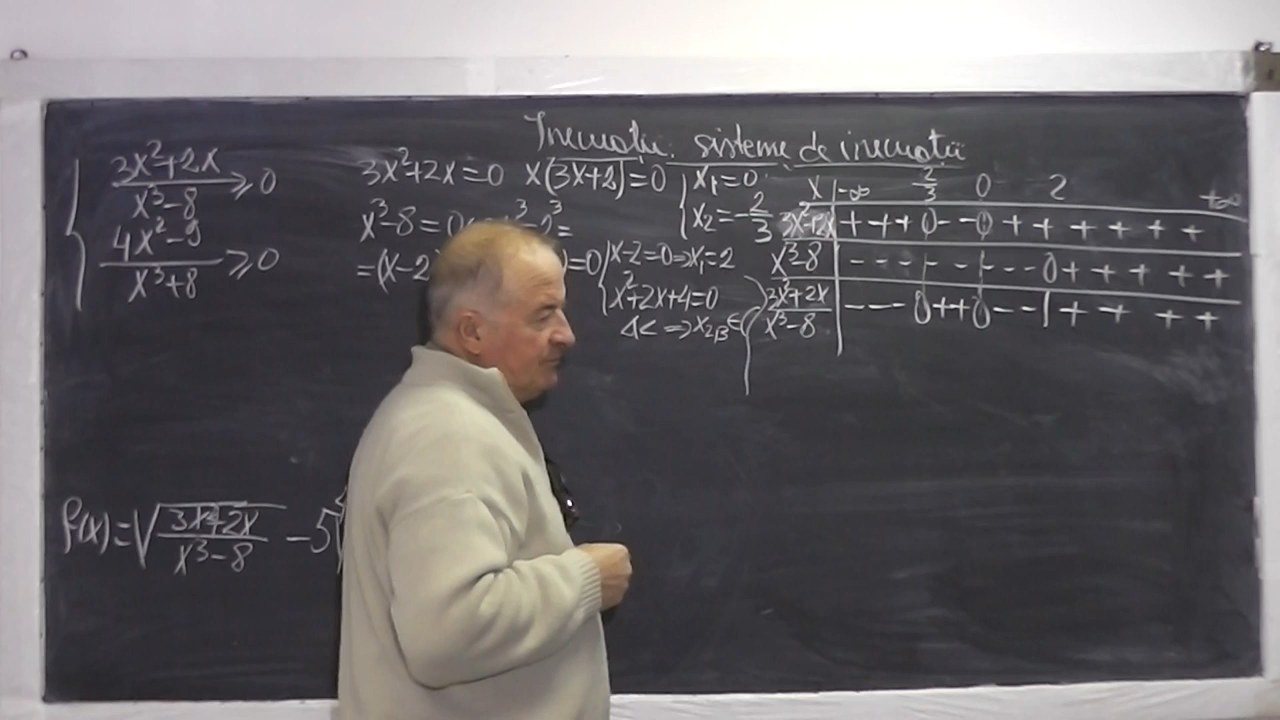 Inecuații. sisteme de inecuații
3x²+2x / x³-8 ≥ 0
4x²-9 / x³+8 ≥ 0
3x²+2x=0 x(3x+2)=0 { x₁=0
x₂=-2/3
x³-8=0
=(x-2 )=0 { x-2=0 ⇒ x₁=2
x²+2x+4=0
Δ< ⇒ x₂,₃ ∈
x | -∞ 2/3 0 2 +∞
3x²+2x | + + + 0 - - 0 + + + + + +
x³-8 | - - - - - - - - 0 + + + + +
3x²+2x / x³-8 | - - - 0 + + 0 - - | + + + +
f(x)=√(3x²+2x / x³-8) - 5√